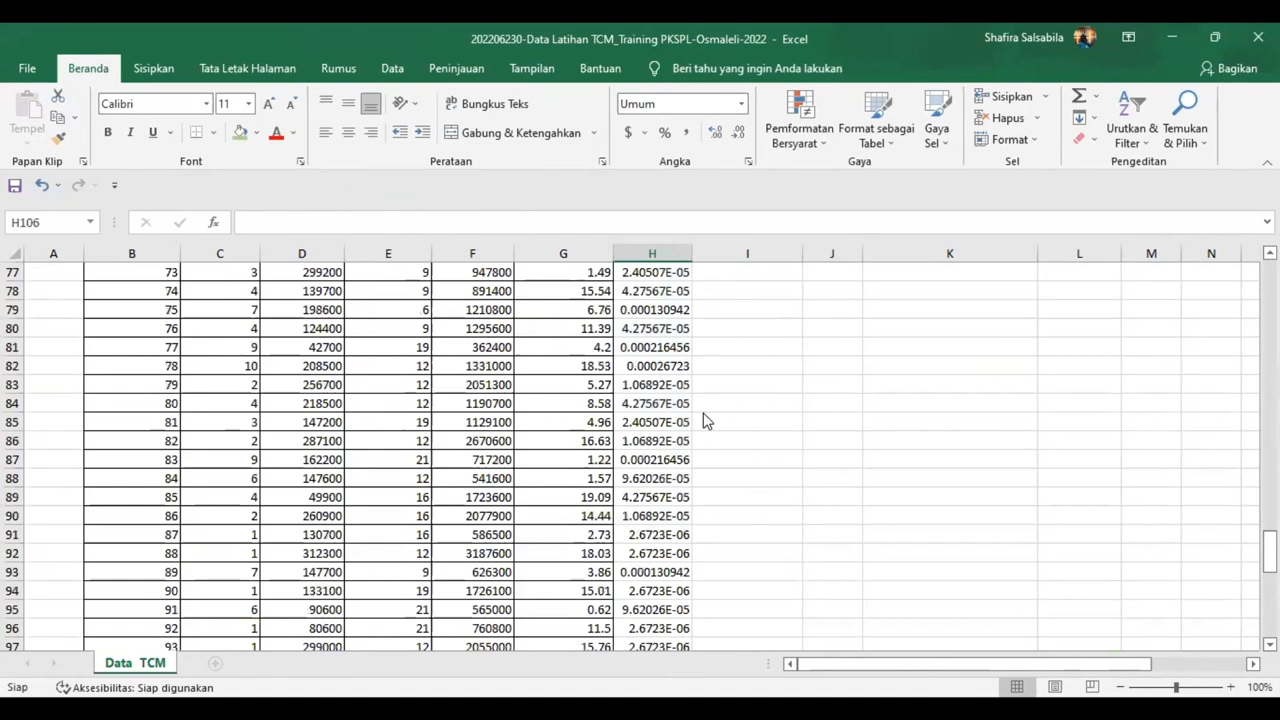 202206230-Data Latihan TCM_Training PKSPL-Osmaleli-2022 - Excel
Shafira Salsabila
File Beranda Sisipkan Tata Letak Halaman Rumus Data Peninjauan Tampilan Bantuan Beri tahu yang ingin Anda lakukan Bagikan
Tempel
Papan Klip
Calibri 11
B I U
Font
Bungkus Teks
Gabung & Ketengahkan
Perataan
Umum
$ % ,
Angka
Pemformatan Bersyarat
Format sebagai Tabel
Gaya Sel
Gaya
Sisipkan
Hapus
Format
Sel
Urutkan & Filter
Temukan & Pilih
Pengeditan
H106 fx
A B C D E F G H I J K L M N
77 73 3 299200 9 947800 1.49 2.40507E-05
78 74 4 139700 9 891400 15.54 4.27567E-05
79 75 7 198600 6 1210800 6.76 0.000130942
80 76 4 124400 9 1295600 11.39 4.27567E-05
81 77 9 42700 19 362400 4.2 0.000216456
82 78 10 208500 12 1331000 18.53 0.00026723
83 79 2 256700 12 2051300 5.27 1.06892E-05
84 80 4 218500 12 1190700 8.58 4.27567E-05
85 81 3 147200 19 1129100 4.96 2.40507E-05
86 82 2 287100 12 2670600 16.63 1.06892E-05
87 83 9 162200 21 717200 1.22 0.000216456
88 84 6 147600 12 541600 1.57 9.62026E-05
89 85 4 49900 16 1723600 19.09 4.27567E-05
90 86 2 260900 16 2077900 14.44 1.06892E-05
91 87 1 130700 16 586500 2.73 2.6723E-06
92 88 1 312300 12 3187600 18.03 2.6723E-06
93 89 7 147700 9 626300 3.86 0.000130942
94 90 1 133100 19 1726100 15.01 2.6723E-06
95 91 6 90600 21 565000 0.62 9.62026E-05
96 92 1 80600 21 760800 11.5 2.6723E-06
97 93 1 299000 12 2055000 15.76 2.6723E-06
Data TCM
Siap Aksesibilitas: Siap digunakan 100%